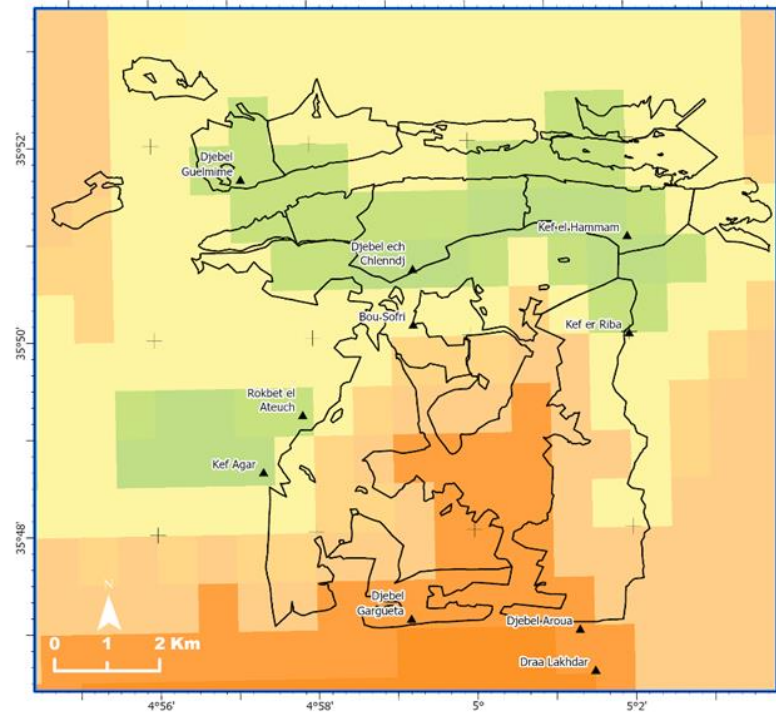 35°52'
Djebel
Guelmime
Kef el Hammam
Djebel ech
Chlenndj
35°50'
Bou-Sofri
Kef er Riba
Rokbet el
Ateuch
Kef Agar
35°48'
Djebel
Gargueta
Djebel Aroua
Draa Lakhdar
N
0 1 2 Km
4°56' 4°58' 5° 5°2'